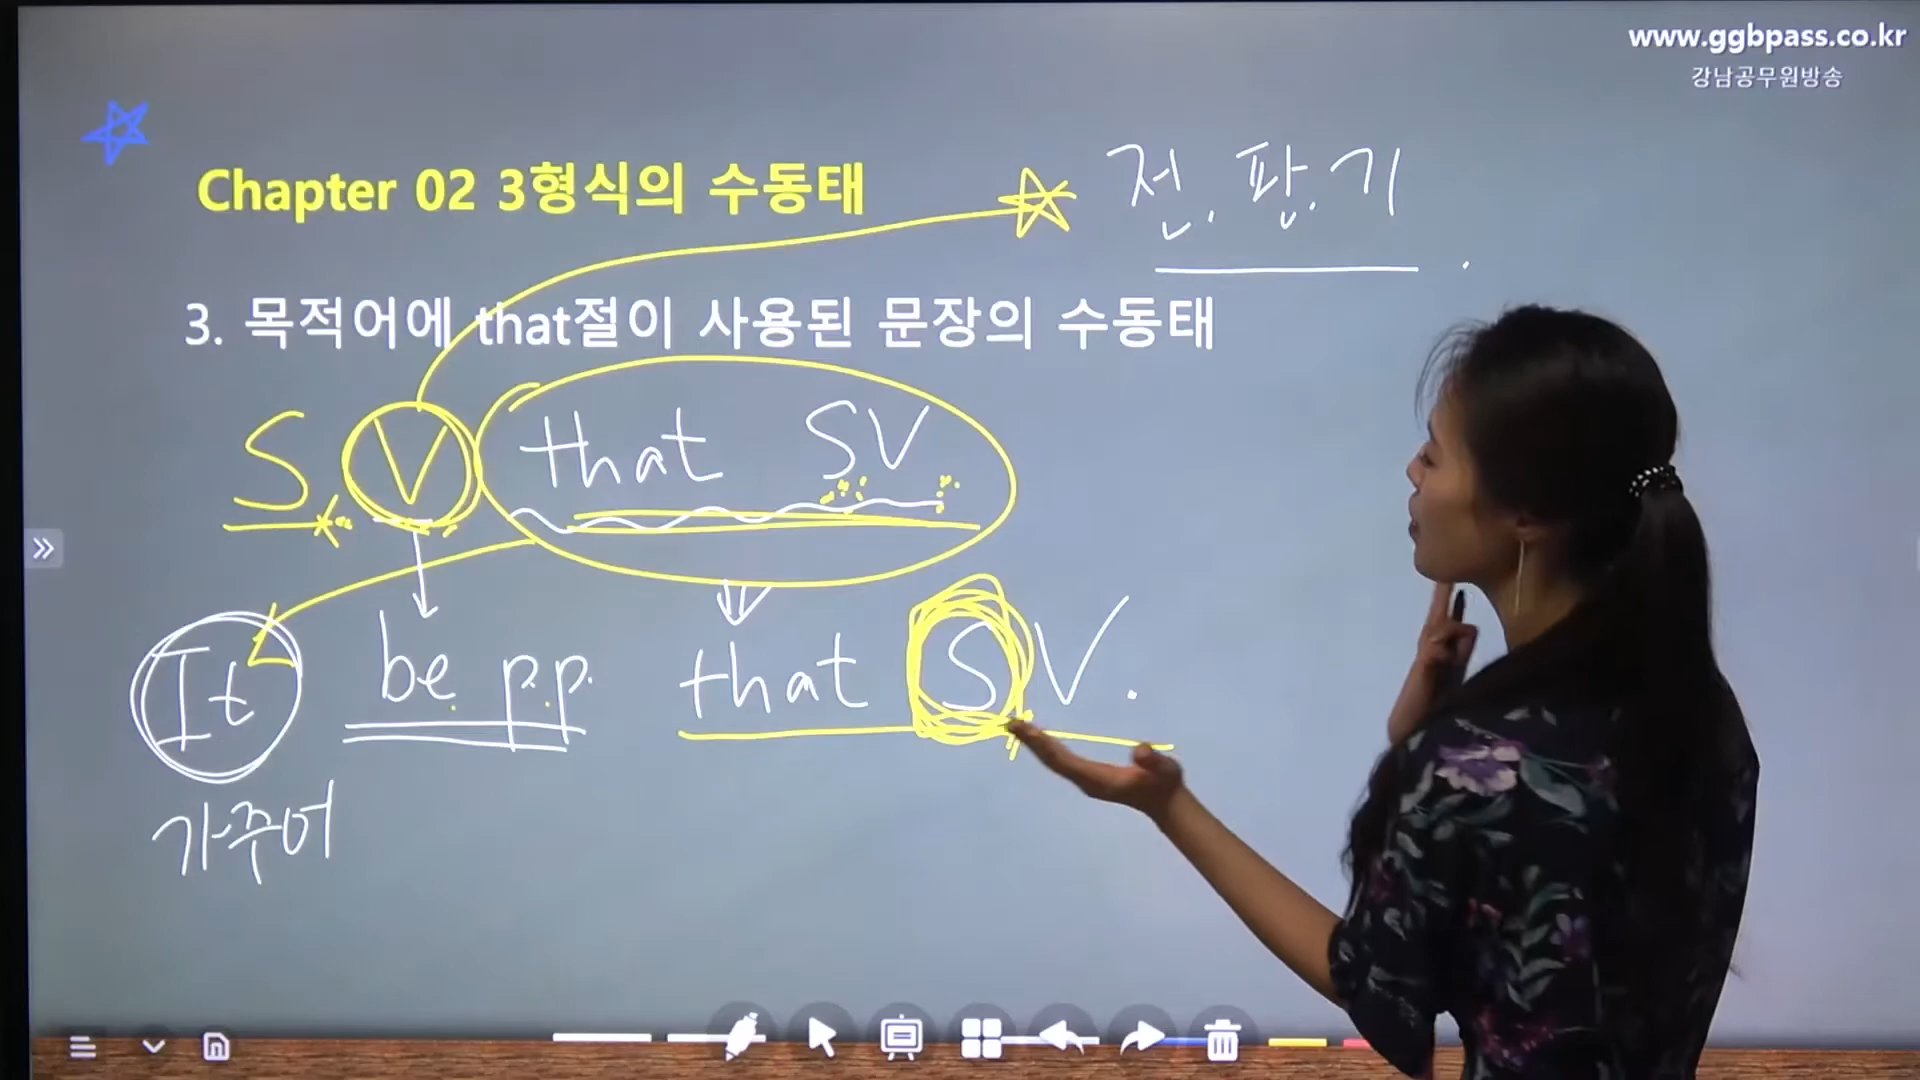 www.ggbpass.co.kr
강남공무원방송
전.판.기
Chapter 02 3형식의 수동태
3. 목적어에 that절이 사용된 문장의 수동태
S V that SV
It be p.p. that S V.
가주어